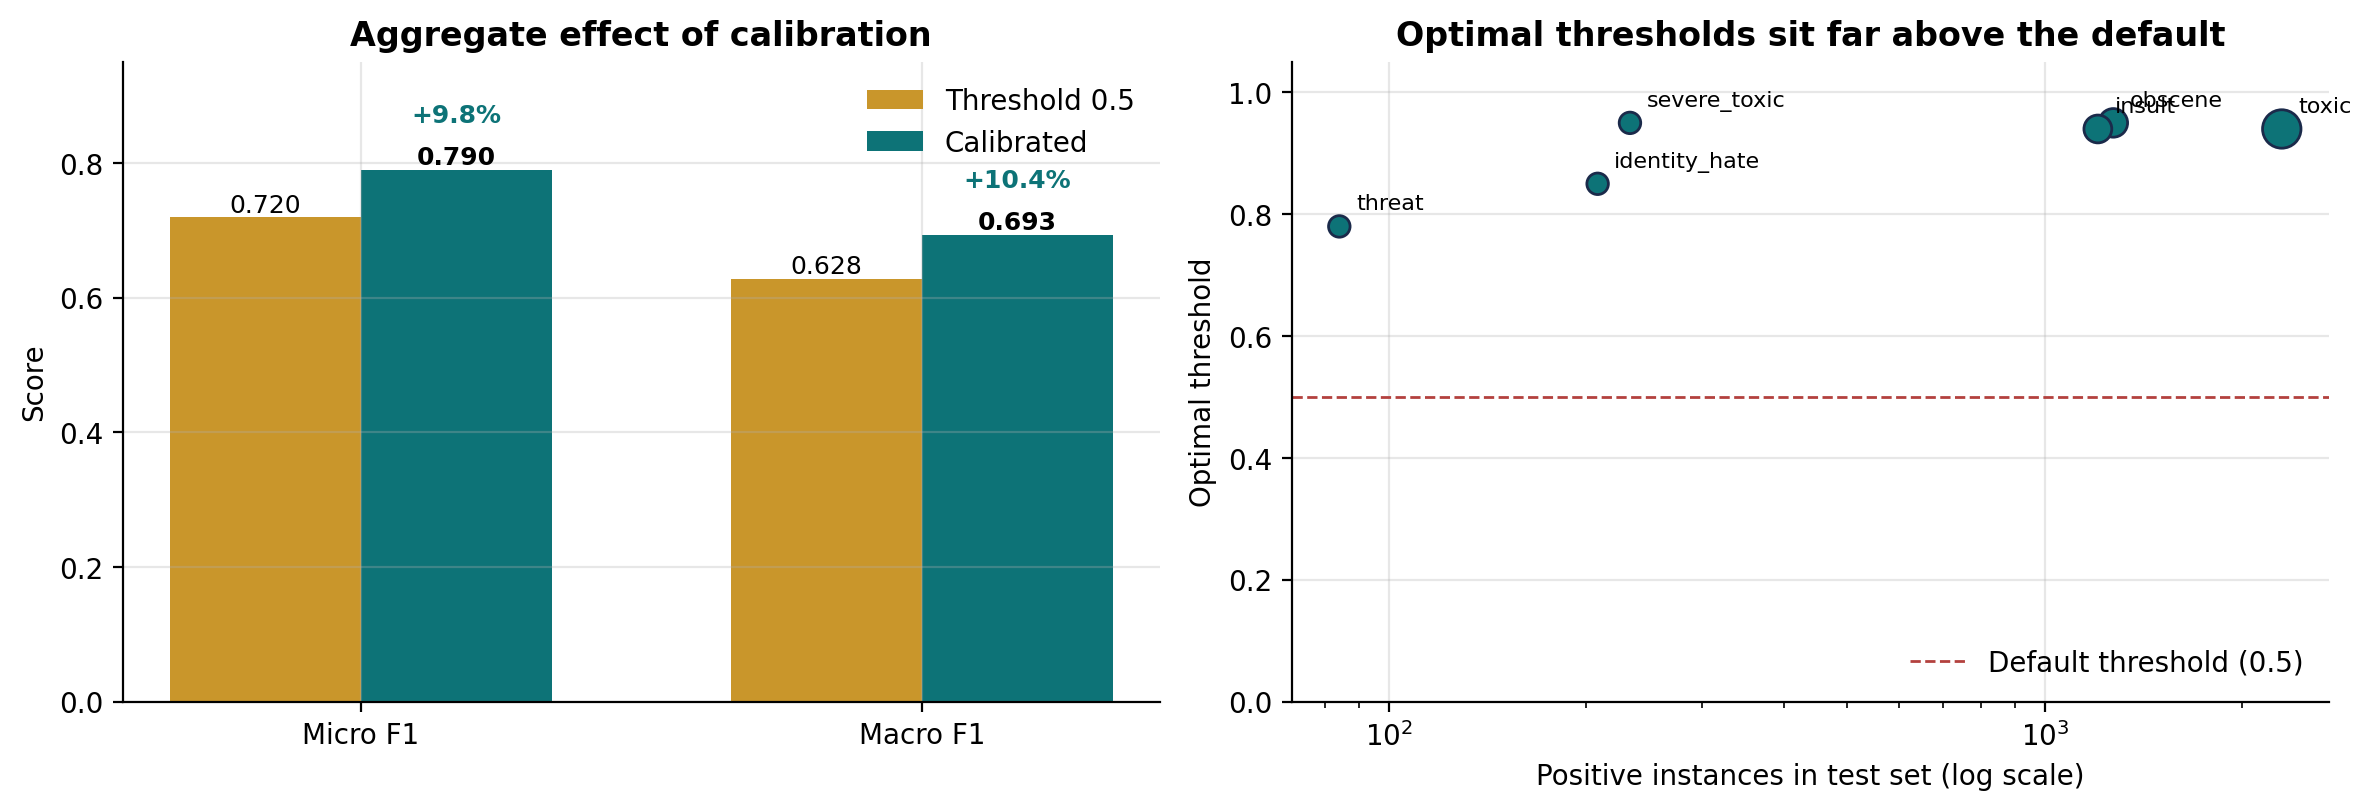 Aggregate effect of calibration
+9.8%
0.790
0.720
+10.4%
0.693
0.628
Threshold 0.5
Calibrated
Score
0.8
0.6
0.4
0.2
0.0
Micro F1
Macro F1
Optimal thresholds sit far above the default
severe_toxic
obscene
insult
toxic
identity_hate
threat
Optimal threshold
1.0
0.8
0.6
0.4
0.2
0.0
Default threshold (0.5)
10²
10³
Positive instances in test set (log scale)